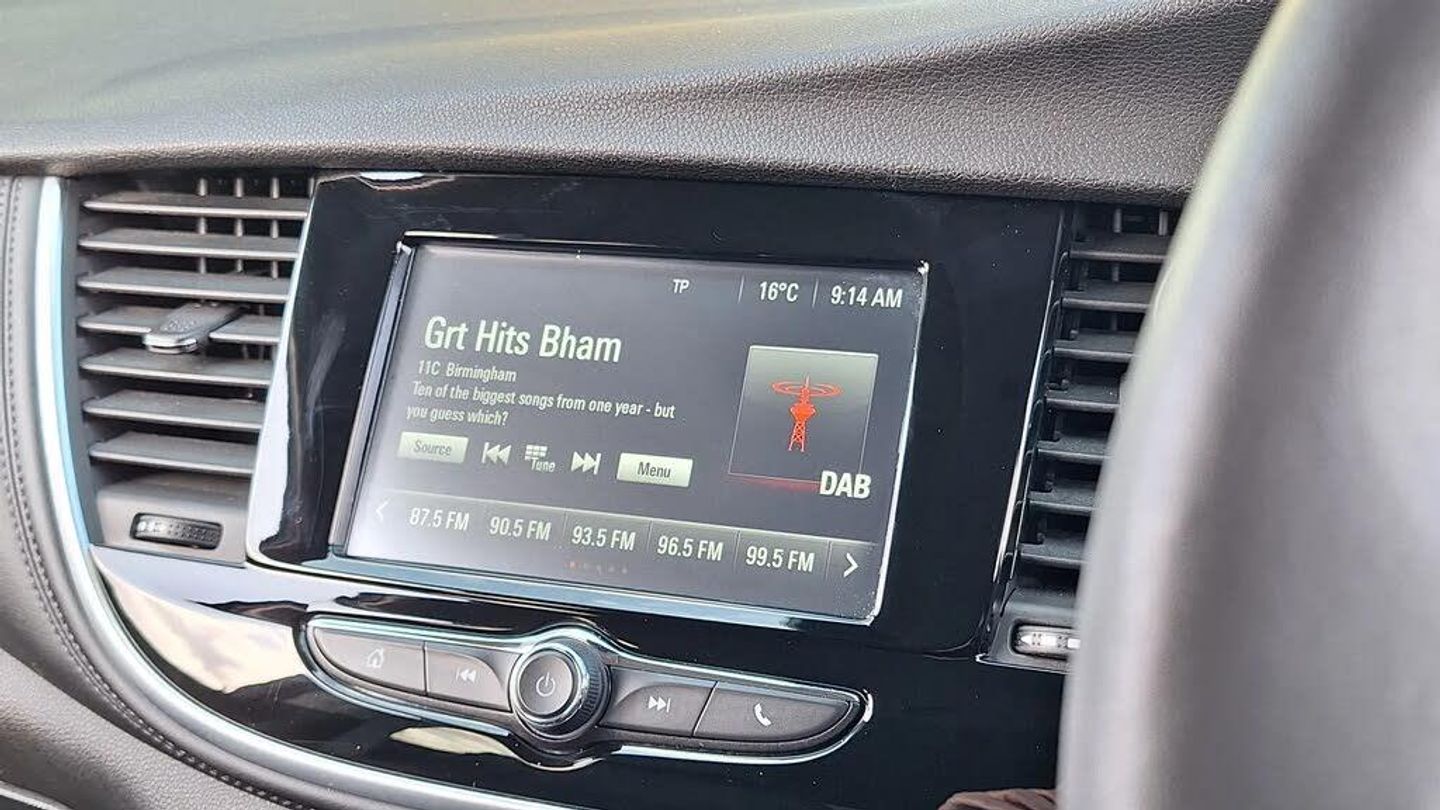 TP 16°C 9:14 AM
Grt Hits Bham
11C Birmingham
Ten of the biggest songs from one year - but
you guess which?
Source Tune Menu
DAB
87.5 FM 90.5 FM 93.5 FM 96.5 FM 99.5 FM